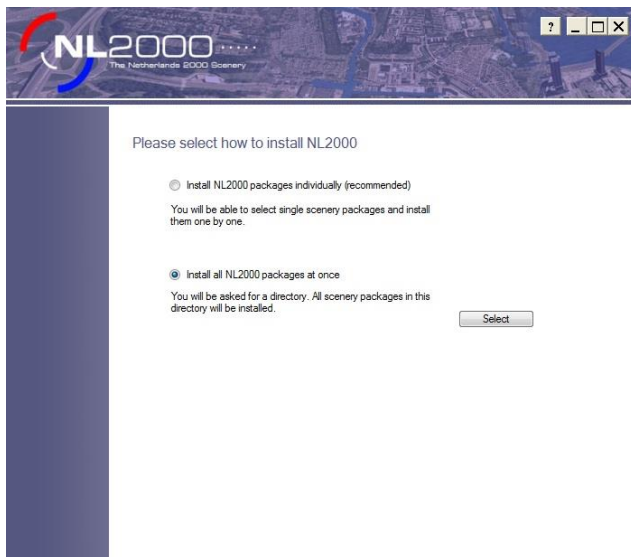 NL2000
The Netherlands 2000 Scenery
?
Please select how to install NL2000
Install NL2000 packages individually (recommended)
You will be able to select single scenery packages and install
them one by one.
Install all NL2000 packages at once
You will be asked for a directory. All scenery packages in this
directory will be installed.
Select